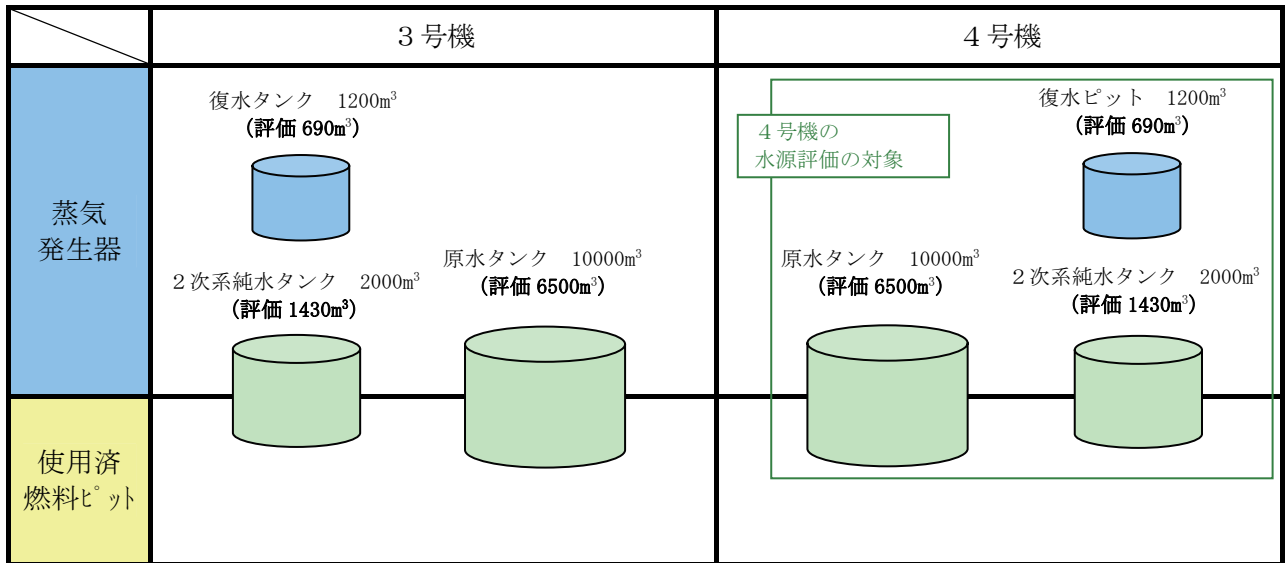 ３号機
４号機
蒸気
発生器
復水タンク　1200m³
(評価 690m³)
２次系純水タンク　2000m³
(評価 1430m³)
原水タンク　10000m³
(評価 6500m³)
４号機の
水源評価の対象
復水ピット　1200m³
(評価 690m³)
原水タンク　10000m³
(評価 6500m³)
２次系純水タンク　2000m³
(評価 1430m³)
使用済
燃料ﾋﾟｯﾄ